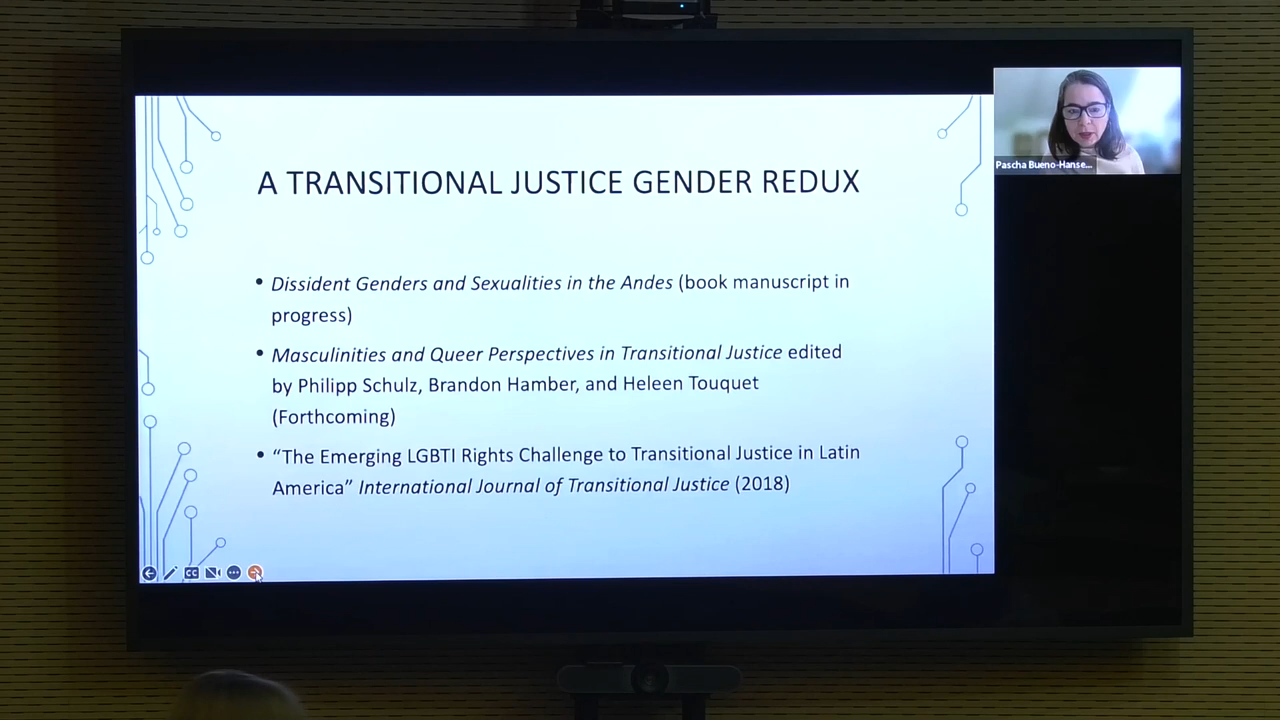 Pascha Bueno-Hanse...
A TRANSITIONAL JUSTICE GENDER REDUX
• Dissident Genders and Sexualities in the Andes (book manuscript in
progress)
• Masculinities and Queer Perspectives in Transitional Justice edited
by Philipp Schulz, Brandon Hamber, and Heleen Touquet
(Forthcoming)
• “The Emerging LGBTI Rights Challenge to Transitional Justice in Latin
America” International Journal of Transitional Justice (2018)
CC